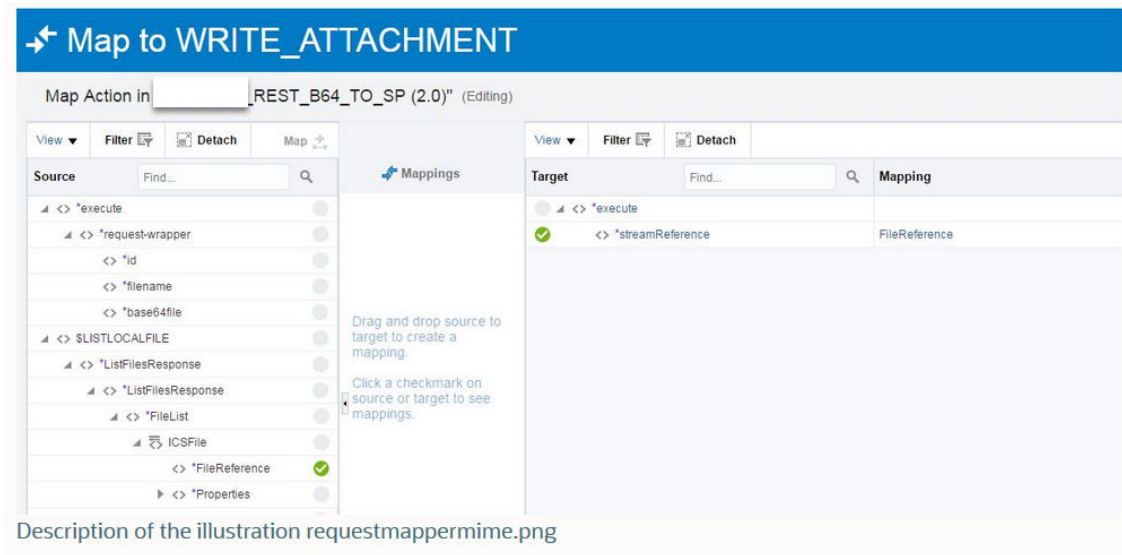 Map to WRITE_ATTACHMENT
Map Action in _REST_B64_TO_SP (2.0)" (Editing)
View Filter Detach Map
View Filter Detach
Source Find...
Mappings
Target Find... Mapping
<> *execute
<> *request-wrapper
<> *id
<> *filename
<> *base64file
<> $LISTLOCALFILE
<> *ListFilesResponse
<> *ListFilesResponse
<> *FileList
ICSFile
<> *FileReference
<> *Properties
Drag and drop source to
target to create a
mapping.
Click a checkmark on
source or target to see
mappings.
<> *execute
<> *streamReference FileReference
Description of the illustration requestmappermime.png